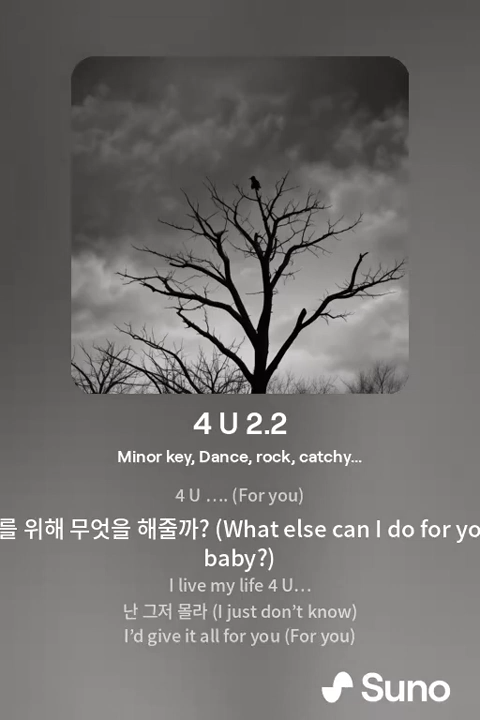 4 U 2.2
Minor key, Dance, rock, catchy...
4 U .... (For you)
를 위해 무엇을 해줄까? (What else can I do for yo
baby?)
I live my life 4 U...
난 그저 몰라 (I just don't know)
I'd give it all for you (For you)
Suno